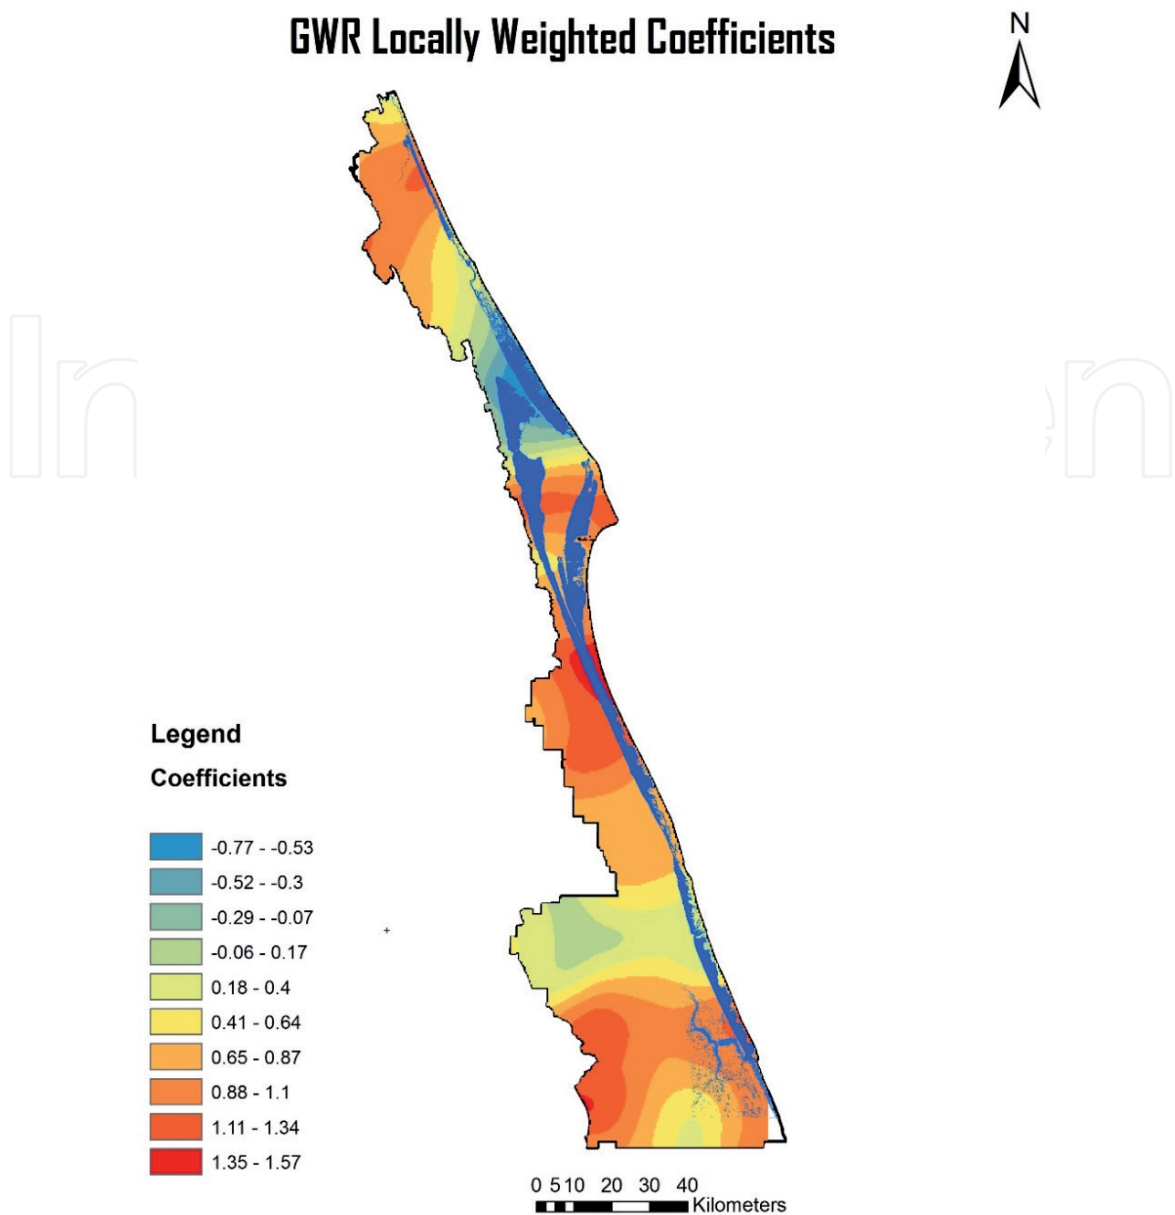 GWR Locally Weighted Coefficients
N
In en
Legend
Coefficients
-0.77 - -0.53
-0.52 - -0.3
-0.29 - -0.07
-0.06 - 0.17
0.18 - 0.4
0.41 - 0.64
0.65 - 0.87
0.88 - 1.1
1.11 - 1.34
1.35 - 1.57
0 5 10 20 30 40
Kilometers